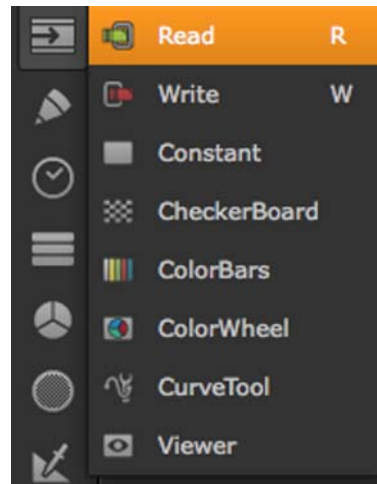 Read R
Write W
Constant
CheckerBoard
ColorBars
ColorWheel
CurveTool
Viewer